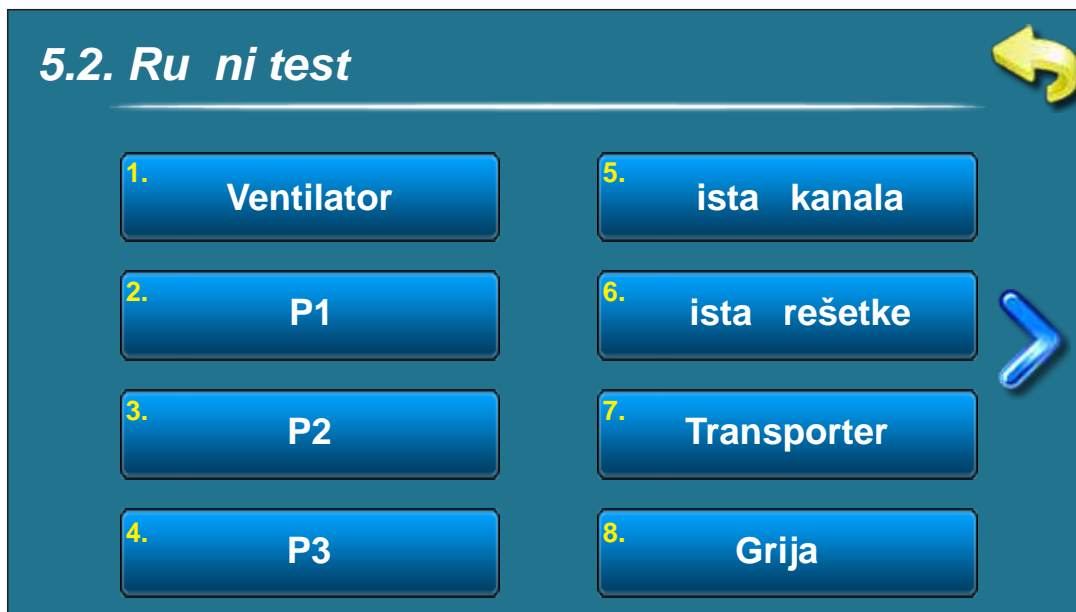 5.2. Ru ni test
1. Ventilator
2. P1
3. P2
4. P3
5. ista kanala
6. ista rešetke
7. Transporter
8. Grija